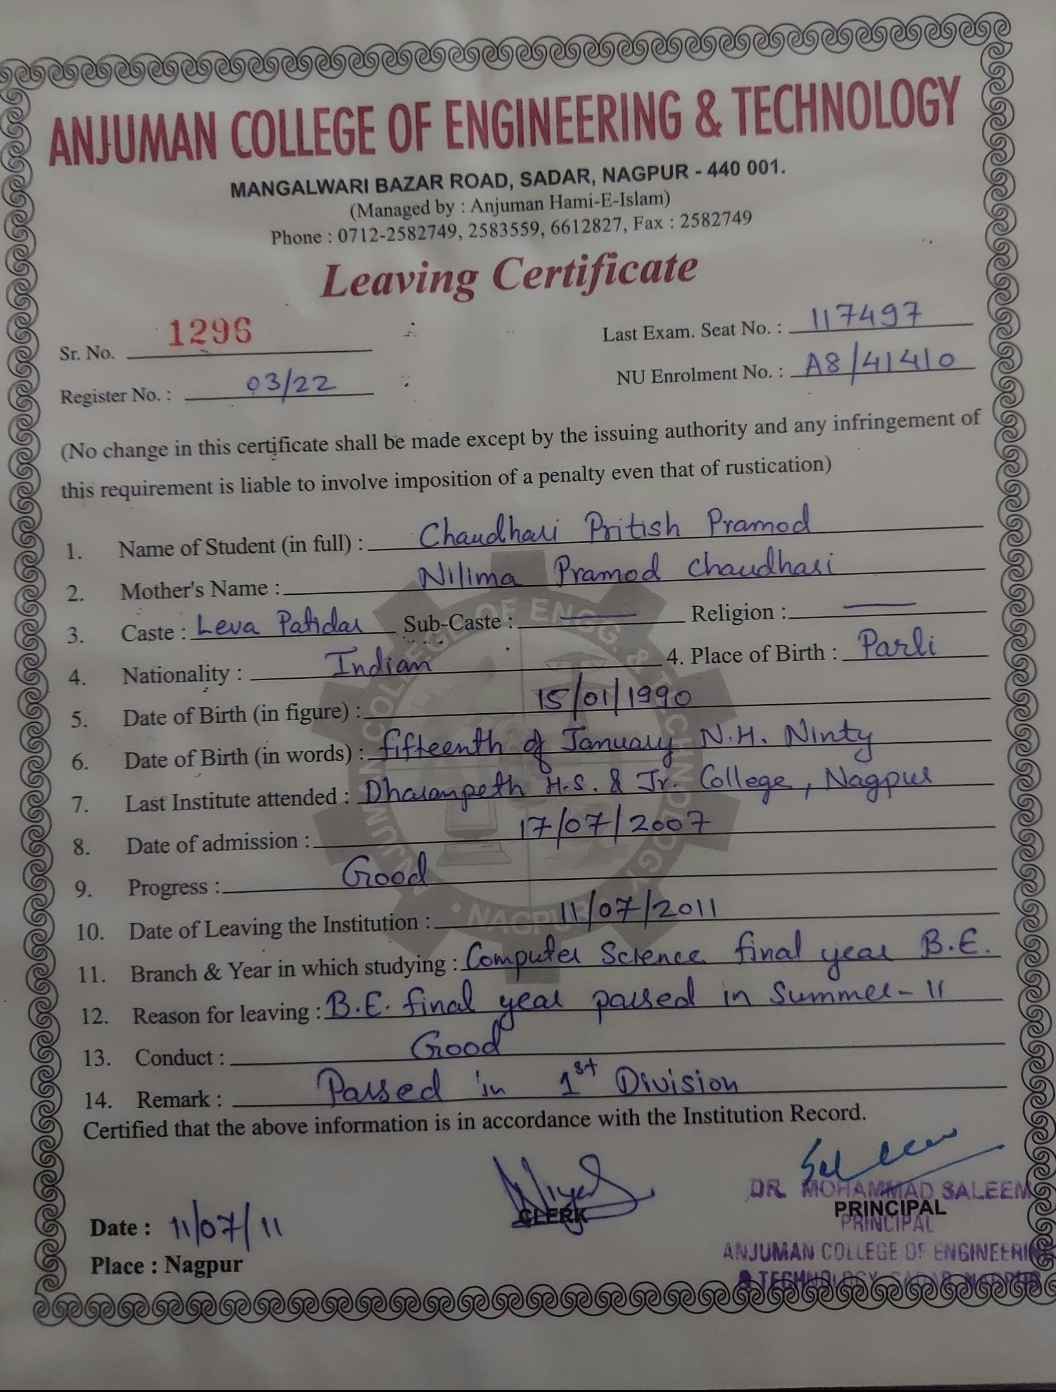 ANJUMAN COLLEGE OF ENGINEERING & TECHNOLOGY
MANGALWARI BAZAR ROAD, SADAR, NAGPUR - 440 001.
(Managed by : Anjuman Hami-E-Islam)
Phone : 0712-2582749, 2583559, 6612827, Fax : 2582749
Leaving Certificate
Sr. No. 1296 Last Exam. Seat No. : 117497
Register No. : 03/22 NU Enrolment No. : A8/41410
(No change in this certificate shall be made except by the issuing authority and any infringement of
this requirement is liable to involve imposition of a penalty even that of rustication)
1. Name of Student (in full) : Chaudhari Pritish Pramod
2. Mother's Name : Nilima Pramod Chaudhari
3. Caste : Leva Patidar Sub-Caste : — Religion : —
4. Nationality : Indian 4. Place of Birth : Parli
5. Date of Birth (in figure) : 15/01/1990
6. Date of Birth (in words) : fifteenth of January N.H. Ninty
7. Last Institute attended : Dharampeth H.S. & Jr. College, Nagpur
8. Date of admission : 17/07/2007
9. Progress : Good
10. Date of Leaving the Institution : 11/07/2011
11. Branch & Year in which studying : Computer Science final year B.E.
12. Reason for leaving : B.E. final year passed in Summer-11
13. Conduct : Good
14. Remark : Passed in 1st Division
Certified that the above information is in accordance with the Institution Record.
Date : 11/07/11
Place : Nagpur
CLERK
DR. MOHAMMAD SALEEM
PRINCIPAL
PRINCIPAL
ANJUMAN COLLEGE OF ENGINEERING
& TECHNOLOGY SADAR NAGPUR